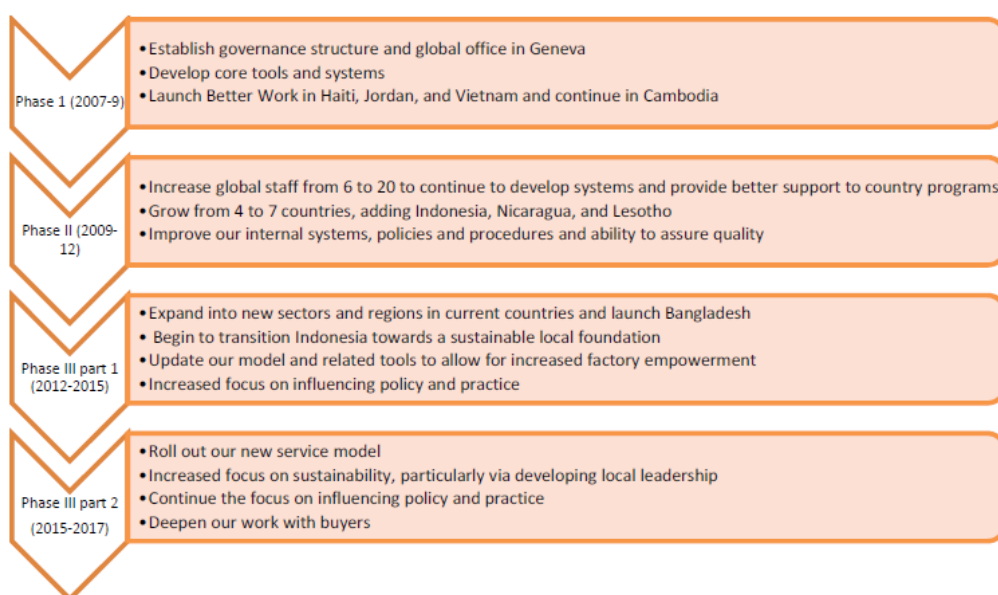 Phase 1 (2007-9)
•Establish governance structure and global office in Geneva
•Develop core tools and systems
•Launch Better Work in Haiti, Jordan, and Vietnam and continue in Cambodia
Phase II (2009-
12)
•Increase global staff from 6 to 20 to continue to develop systems and provide better support to country programs
•Grow from 4 to 7 countries, adding Indonesia, Nicaragua, and Lesotho
•Improve our internal systems, policies and procedures and ability to assure quality
Phase III part 1
(2012-2015)
•Expand into new sectors and regions in current countries and launch Bangladesh
• Begin to transition Indonesia towards a sustainable local foundation
•Update our model and related tools to allow for increased factory empowerment
•Increased focus on influencing policy and practice
Phase III part 2
(2015-2017)
•Roll out our new service model
•Increased focus on sustainability, particularly via developing local leadership
•Continue the focus on influencing policy and practice
•Deepen our work with buyers